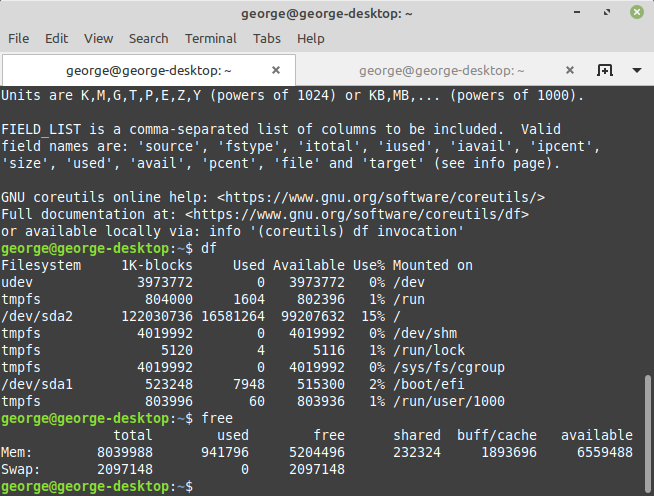 george@george-desktop: ~
File Edit View Search Terminal Tabs Help
george@george-desktop: ~ × george@george-desktop: ~ ×
Units are K,M,G,T,P,E,Z,Y (powers of 1024) or KB,MB,... (powers of 1000).

FIELD_LIST is a comma-separated list of columns to be included.  Valid
field names are: 'source', 'fstype', 'itotal', 'iused', 'iavail', 'ipcent',
'size', 'used', 'avail', 'pcent', 'file' and 'target' (see info page).

GNU coreutils online help: <https://www.gnu.org/software/coreutils/>
Full documentation at: <https://www.gnu.org/software/coreutils/df>
or available locally via: info '(coreutils) df invocation'
george@george-desktop:~$ df
Filesystem     1K-blocks     Used Available Use% Mounted on
udev             3973772        0   3973772   0% /dev
tmpfs             804000     1604    802396   1% /run
/dev/sda2      122030736 16581264  99207632  15% /
tmpfs            4019992        0   4019992   0% /dev/shm
tmpfs               5120        4      5116   1% /run/lock
tmpfs            4019992        0   4019992   0% /sys/fs/cgroup
/dev/sda1         523248     7948    515300   2% /boot/efi
tmpfs             803996       60    803936   1% /run/user/1000
george@george-desktop:~$ free
              total        used        free      shared  buff/cache   available
Mem:        8039988      941796     5204496      232324     1893696     6559488
Swap:       2097148           0     2097148
george@george-desktop:~$